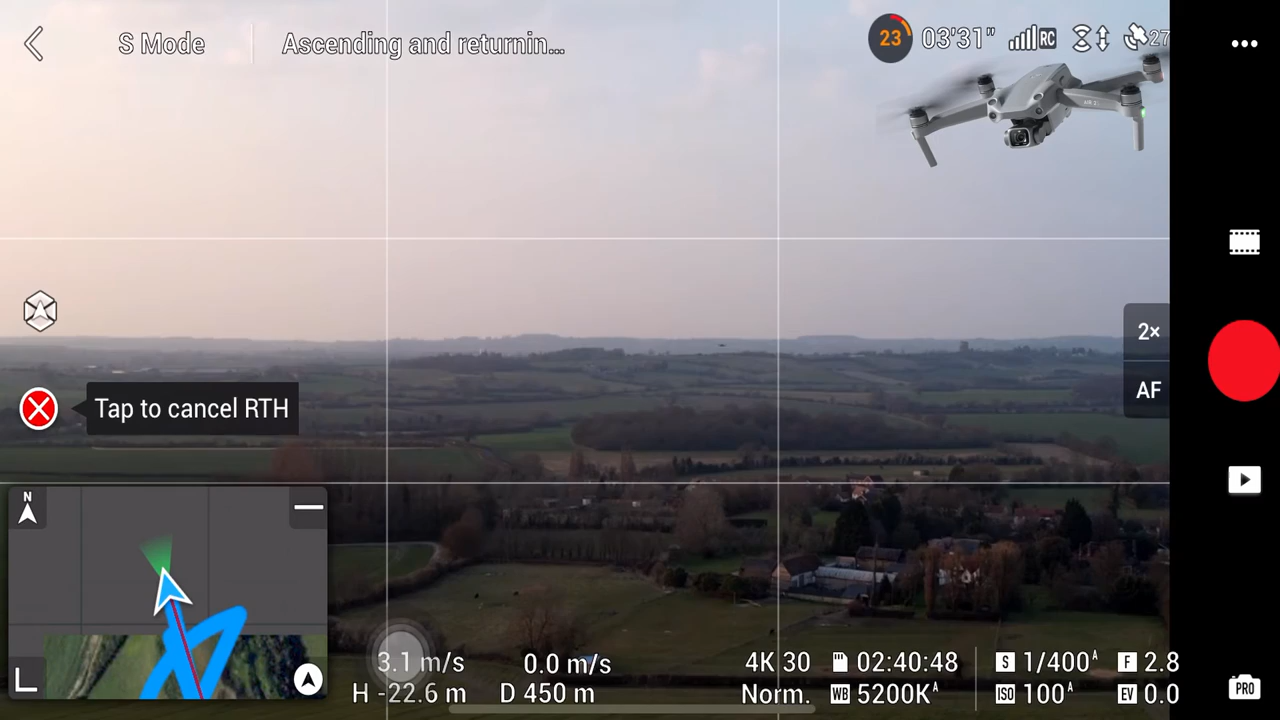 S Mode
Ascending and returnin...
23
03'31"
RC
27
2×
AF
Tap to cancel RTH
N
L
3.1 m/s
0.0 m/s
4K 30
02:40:48
S 1/400ᴬ
F 2.8
H -22.6 m
D 450 m
Norm.
WB 5200Kᴬ
ISO 100ᴬ
EV 0.0
PRO